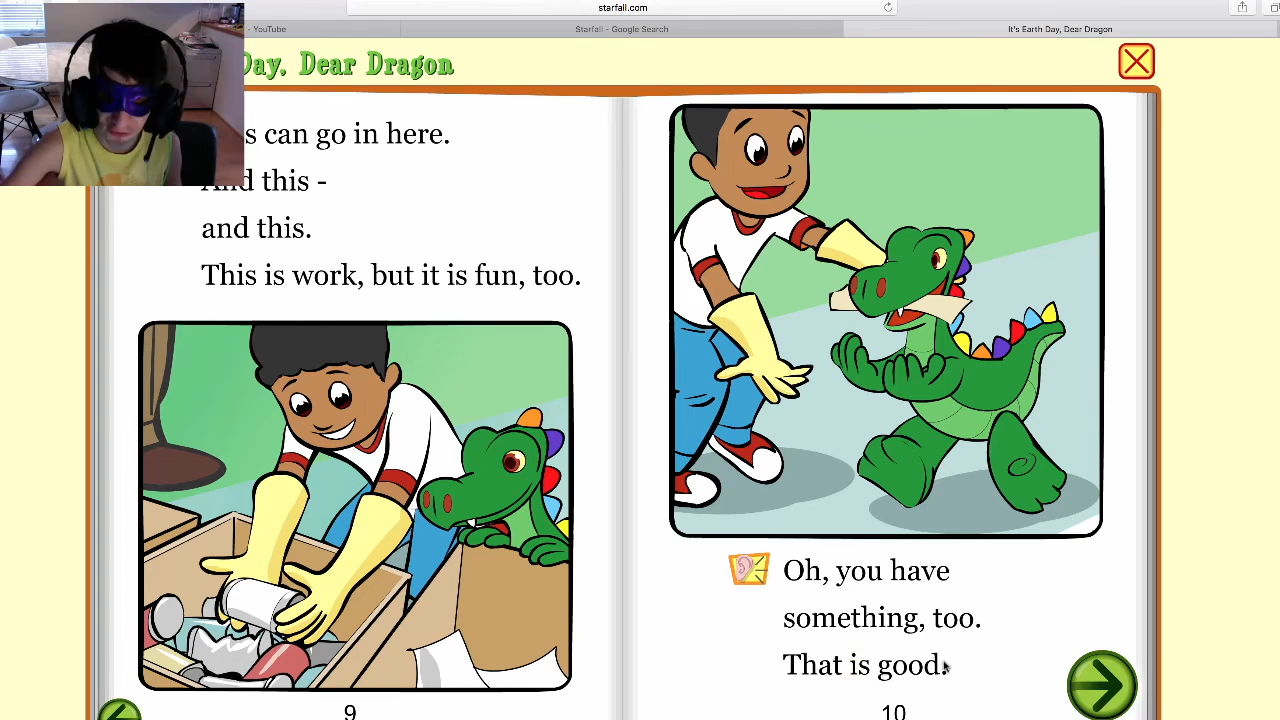 starfall.com
- YouTube
Starfall - Google Search
It's Earth Day, Dear Dragon
Day, Dear Dragon
can go in here.
And this -
and this.
This is work, but it is fun, too.
Oh, you have
something, too.
That is good.
9
10